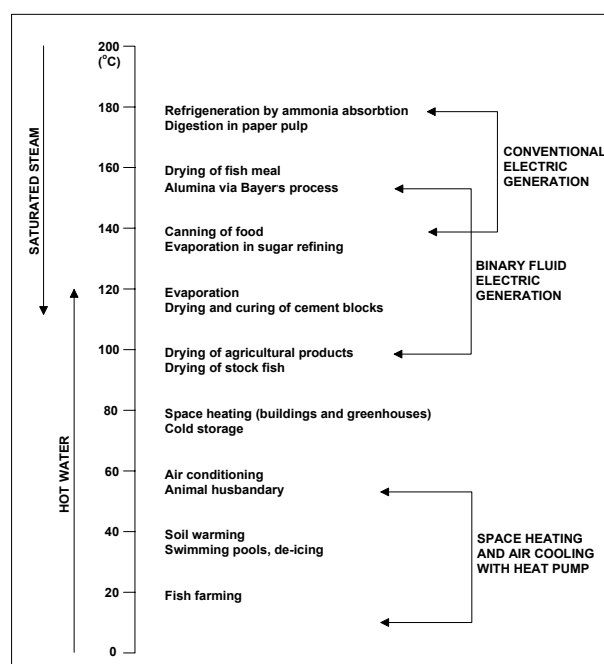 200
(°C)
180
Refrigeneration by ammonia absorbtion
Digestion in paper pulp
160
Drying of fish meal
Alumina via Bayer's process
140
Canning of food
Evaporation in sugar refining
120
Evaporation
Drying and curing of cement blocks
100
Drying of agricultural products
Drying of stock fish
80
Space heating (buildings and greenhouses)
Cold storage
60
Air conditioning
Animal husbandary
40
Soil warming
Swimming pools, de-icing
20
Fish farming
0
SATURATED STEAM
HOT WATER
CONVENTIONAL
ELECTRIC
GENERATION
BINARY FLUID
ELECTRIC
GENERATION
SPACE HEATING
AND AIR COOLING
WITH HEAT PUMP